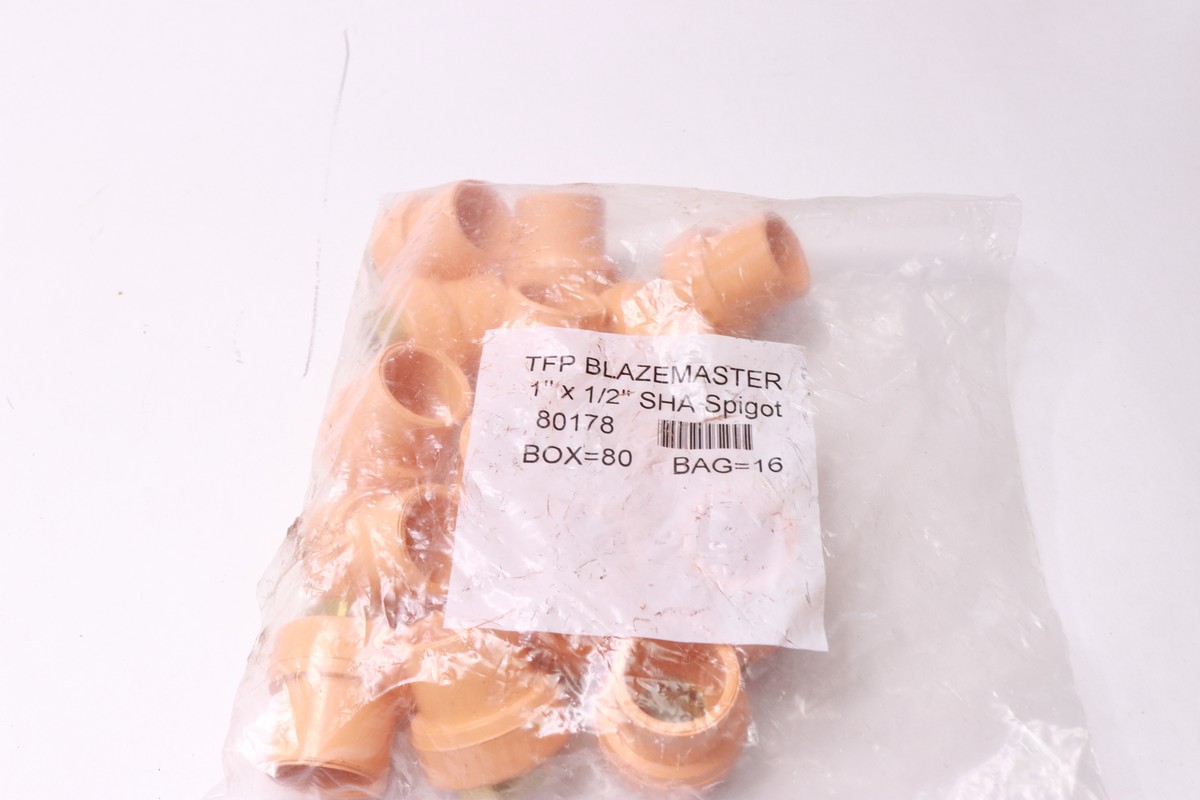 TFP BLAZEMASTER
1" x 1/2" SHA Spigot
80178
BOX=80 BAG=16